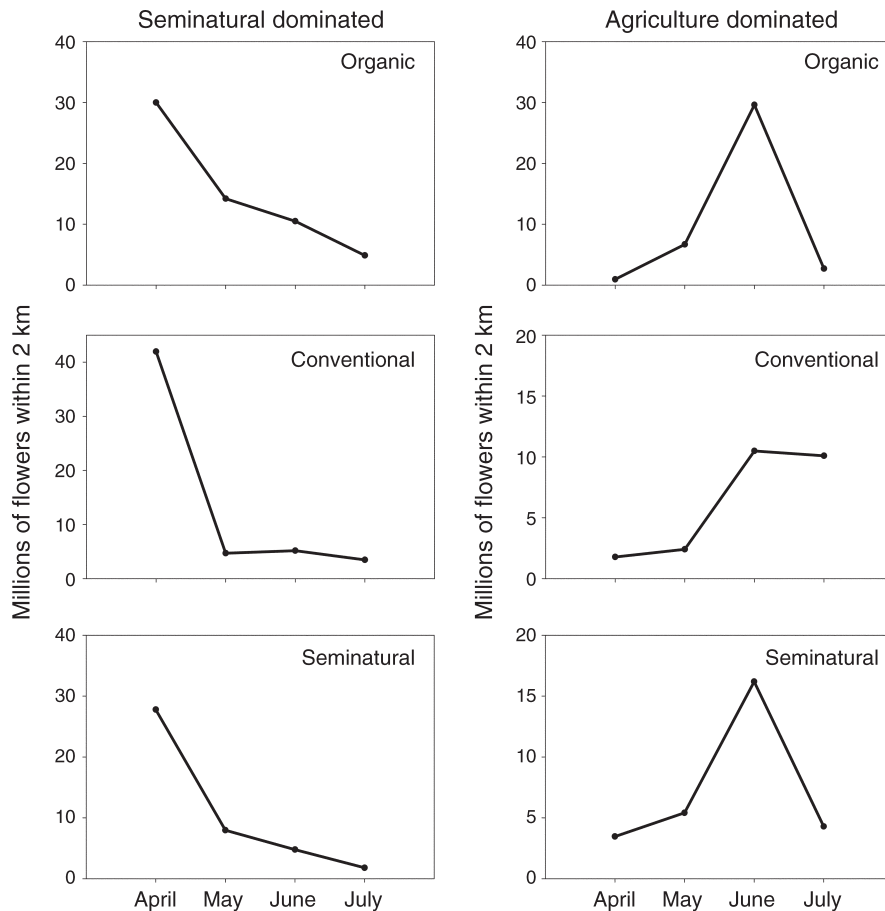 Seminatural dominated
Agriculture dominated
Millions of flowers within 2 km
40
30
20
10
0
Organic
40
30
20
10
0
Conventional
40
30
20
10
0
Seminatural
April May June July
Millions of flowers within 2 km
40
30
20
10
0
Organic
20
15
10
5
0
Conventional
20
15
10
5
0
Seminatural
April May June July